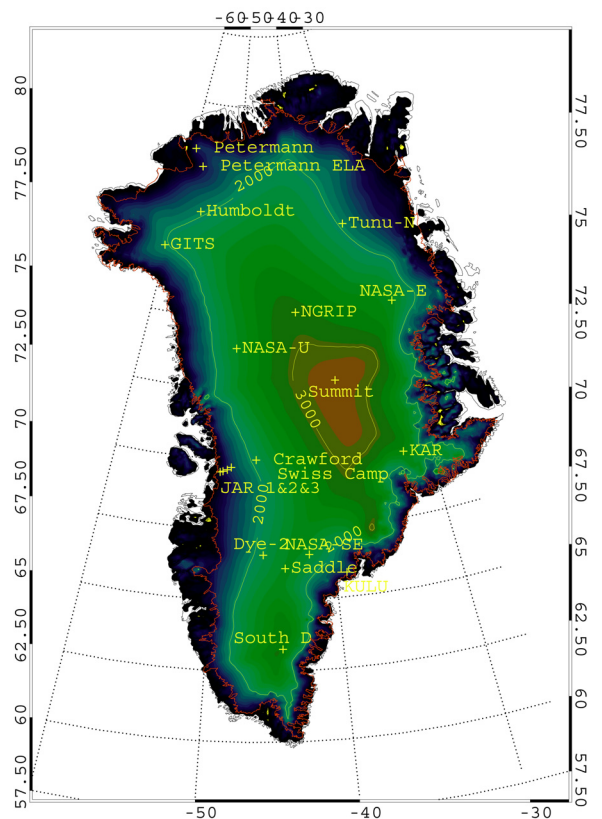 -60-50-40-30
80
77.50
77.50
75
75
72.50
72.50
70
70
67.50
67.50
65
65
62.50
62.50
60
60
57.50
57.50
-50
-40
-30
Petermann
Petermann ELA
2000
Humboldt
Tunu-N
GITS
NASA-E
NGRIP
NASA-U
Summit
3000
KAR
Crawford
Swiss Camp
JAR 1&2&3
2000
Dye-2
NASA-SE
2000
Saddle
KULU
South D